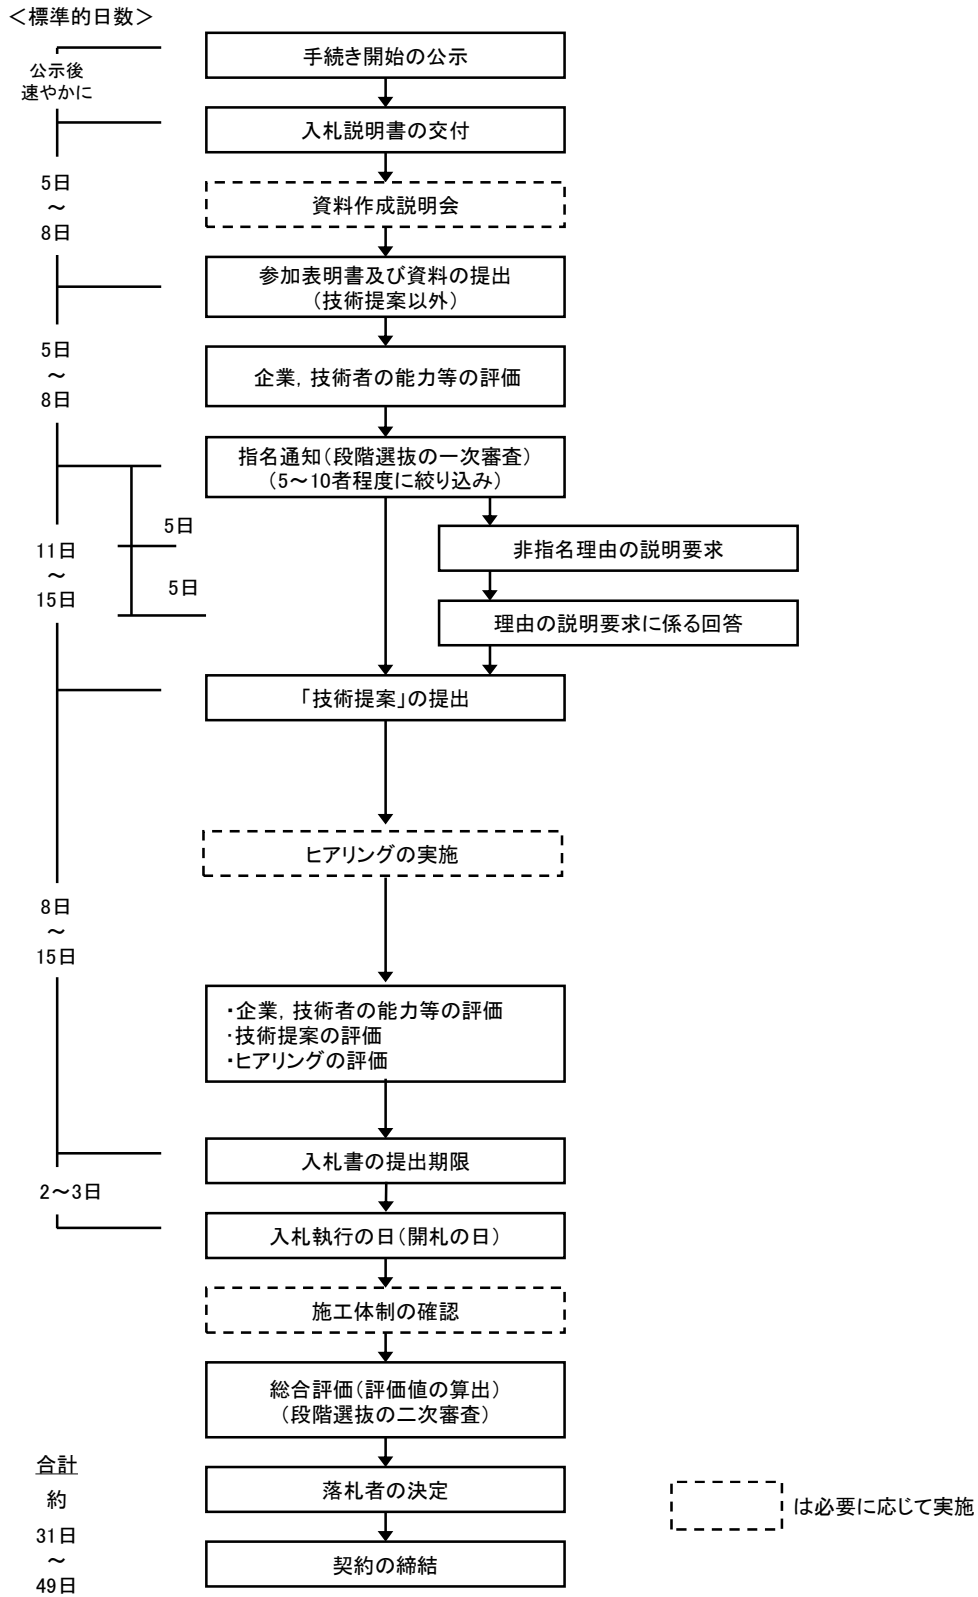 ＜標準的日数＞
手続き開始の公示
公示後
速やかに
入札説明書の交付
5日
～
8日
資料作成説明会
参加表明書及び資料の提出
（技術提案以外）
5日
～
8日
企業，技術者の能力等の評価
指名通知（段階選抜の一次審査）
（5～10者程度に絞り込み）
5日
11日
～
15日
5日
非指名理由の説明要求
理由の説明要求に係る回答
「技術提案」の提出
ヒアリングの実施
8日
～
15日
・企業，技術者の能力等の評価
・技術提案の評価
・ヒアリングの評価
入札書の提出期限
2～3日
入札執行の日（開札の日）
施工体制の確認
総合評価（評価値の算出）
（段階選抜の二次審査）
合計
約
31日
～
49日
落札者の決定
は必要に応じて実施
契約の締結